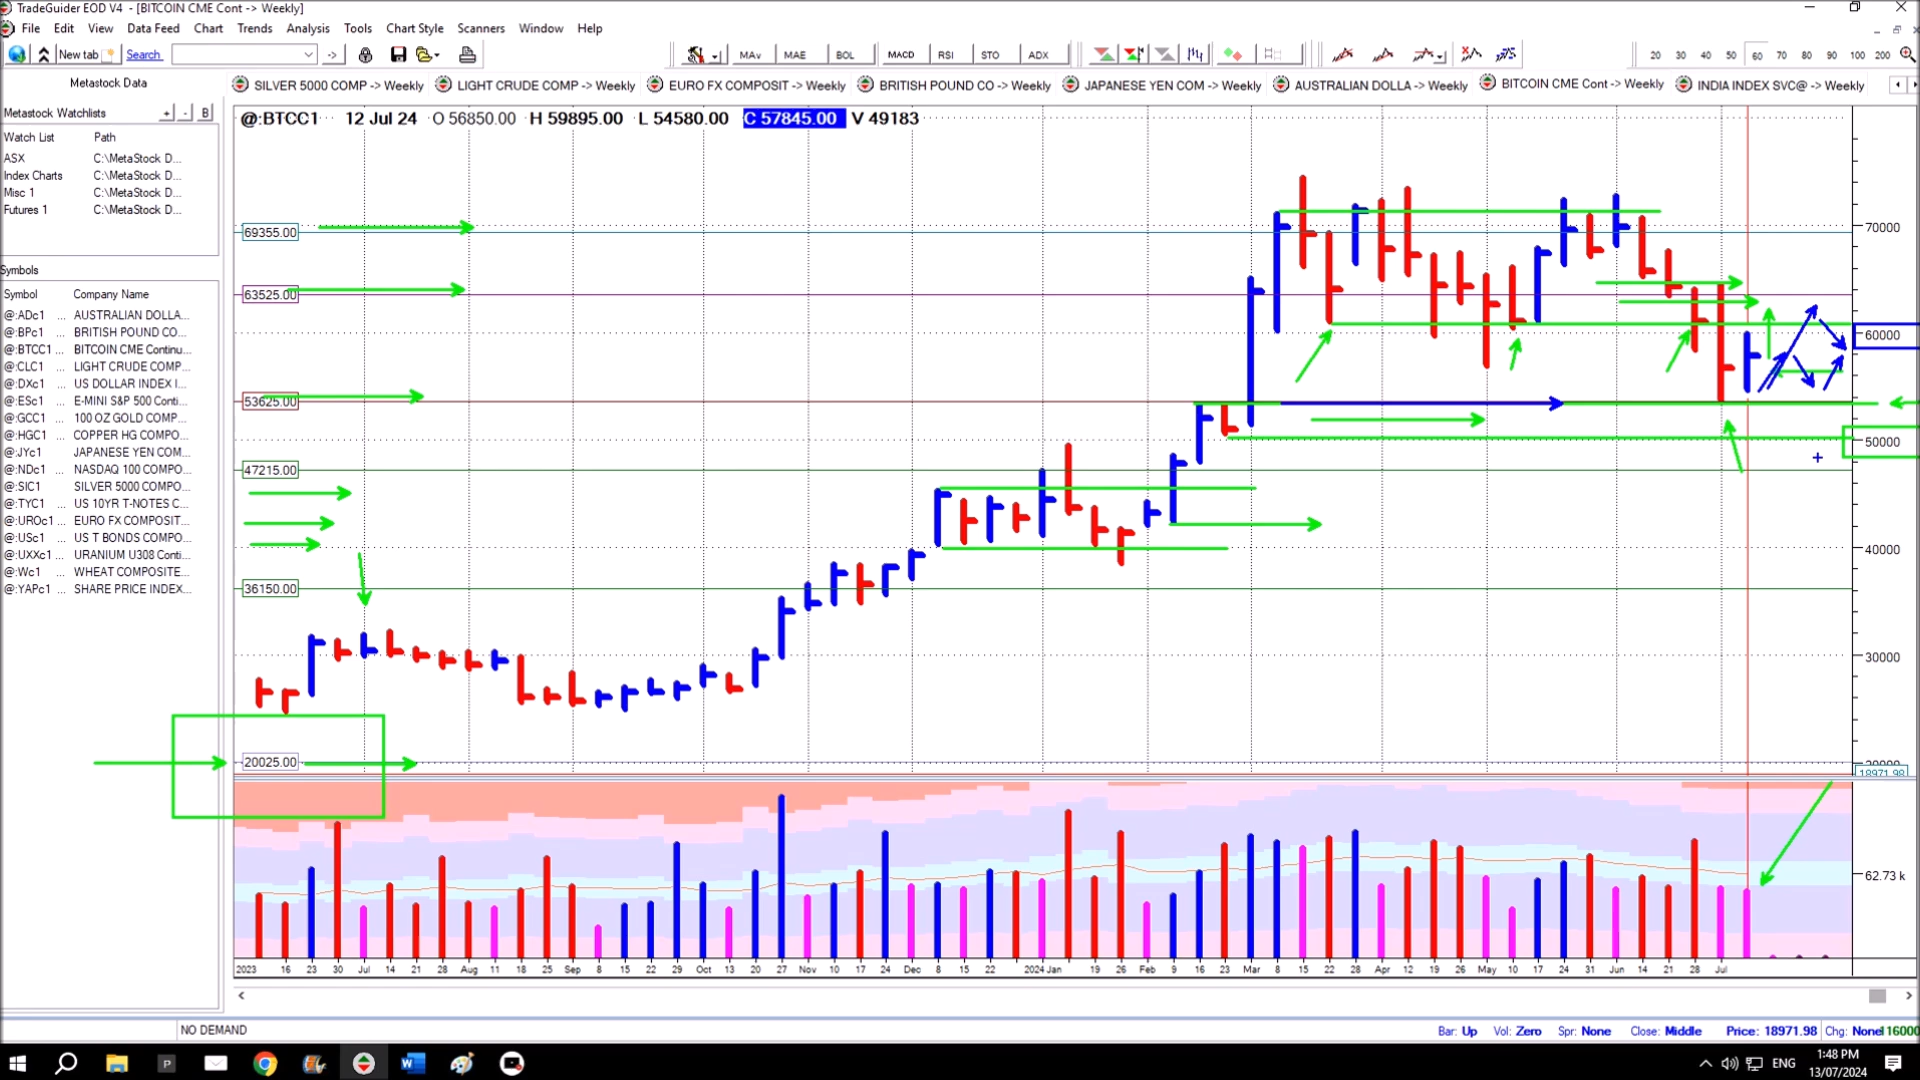 TradeGuider EOD V4 - [BITCOIN CME Cont -> Weekly]
File Edit View Data Feed Chart Trends Analysis Tools Chart Style Scanners Window Help
New tab Search -> MAv MAE BOL MACD RSI STO ADX 20 30 40 50 60 70 80 90 100 200
Metastock Data
SILVER 5000 COMP -> Weekly LIGHT CRUDE COMP -> Weekly EURO FX COMPOSIT -> Weekly BRITISH POUND CO -> Weekly JAPANESE YEN COM -> Weekly AUSTRALIAN DOLLA -> Weekly BITCOIN CME Cont -> Weekly INDIA INDEX SVC@ -> Weekly
Metastock Watchlists + - B
Watch List Path
ASX C:\MetaStock D...
Index Charts C:\MetaStock D...
Misc 1 C:\MetaStock D...
Futures 1 C:\MetaStock D...
Symbols
Symbol Company Name
@:ADc1 ... AUSTRALIAN DOLLA...
@:BPc1 ... BRITISH POUND CO...
@:BTCC1 ... BITCOIN CME Continu...
@:CLC1 ... LIGHT CRUDE COMP...
@:DXc1 ... US DOLLAR INDEX I...
@:ESc1 ... E-MINI S&P 500 Conti...
@:GCC1 ... 100 OZ GOLD COMP...
@:HGC1 ... COPPER HG COMPO...
@:JYc1 ... JAPANESE YEN COM...
@:NDc1 ... NASDAQ 100 COMPO...
@:SIC1 ... SILVER 5000 COMPO...
@:TYC1 ... US 10YR T-NOTES C...
@:UROc1 ... EURO FX COMPOSIT...
@:USc1 ... US T BONDS COMPO...
@:UXXc1 ... URANIUM U308 Conti...
@:Wc1 ... WHEAT COMPOSITE...
@:YAPc1 ... SHARE PRICE INDEX...
@:BTCC1 12 Jul 24 O 56850.00 H 59895.00 L 54580.00 C 57845.00 V 49183
69355.00
63525.00
53625.00
47215.00
36150.00
20025.00
70000
60000
50000
40000
30000
20000
18971.98
62.73 k
2023 16 23 30 Jul 14 21 28 Aug 11 18 25 Sep 8 15 22 29 Oct 13 20 27 Nov 10 17 24 Dec 8 15 22 2024 Jan 19 26 Feb 9 16 23 Mar 8 15 22 28 Apr 12 19 26 May 10 17 24 31 Jun 14 21 28 Jul
NO DEMAND
Bar: Up Vol: Zero Spr: None Close: Middle Price: 18971.98 Chg: None 116000
ENG
1:48 PM
13/07/2024